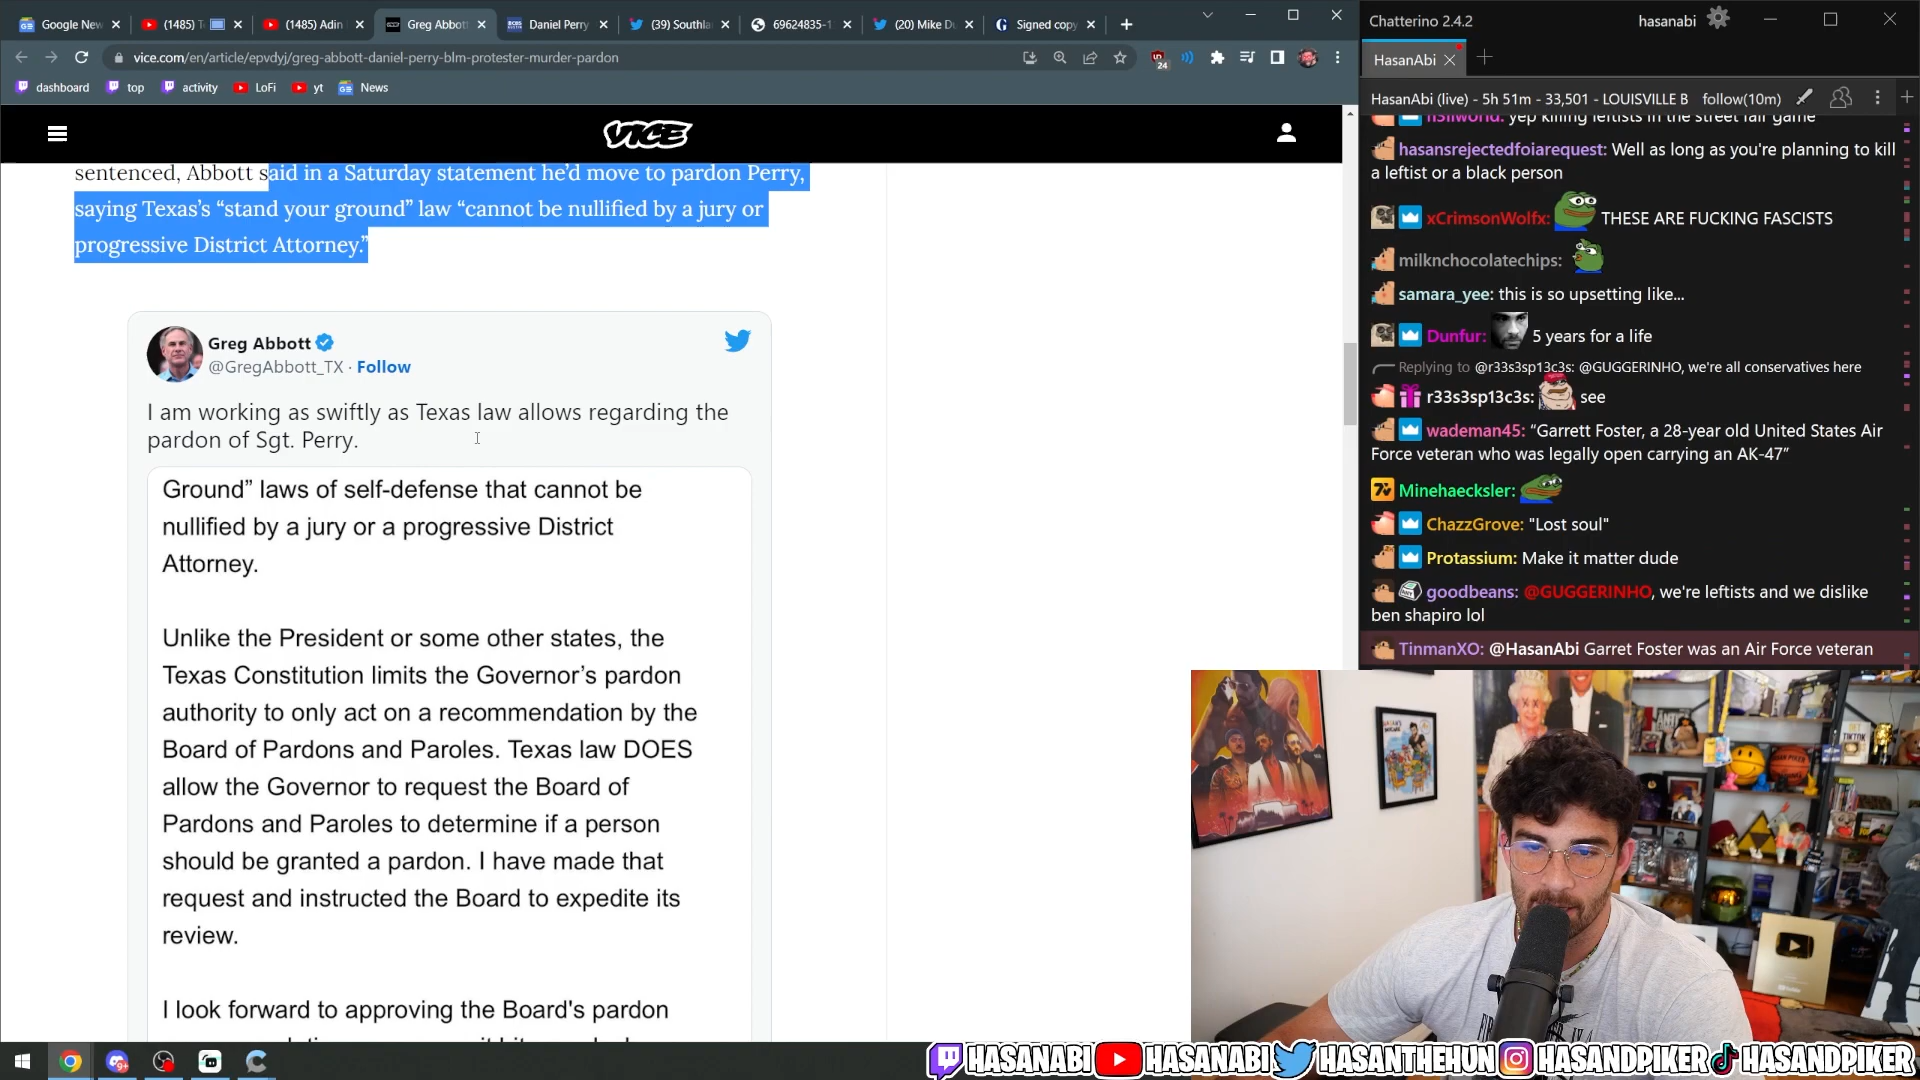 Google New
(1485) T
(1485) Adin
Greg Abbot
Daniel Perry
(39) Southla
69624835-1
(20) Mike D
Signed copy
vice.com/en/article/epvdyj/greg-abbott-daniel-perry-blm-protester-murder-pardon
24
dashboard
top
activity
LoFi
yt
News
VICE
sentenced, Abbott said in a Saturday statement he’d move to pardon Perry,
saying Texas’s “stand your ground” law “cannot be nullified by a jury or
progressive District Attorney.”
Greg Abbott
@GregAbbott_TX · Follow
I am working as swiftly as Texas law allows regarding the
pardon of Sgt. Perry.
Ground” laws of self-defense that cannot be
nullified by a jury or a progressive District
Attorney.
Unlike the President or some other states, the
Texas Constitution limits the Governor’s pardon
authority to only act on a recommendation by the
Board of Pardons and Paroles. Texas law DOES
allow the Governor to request the Board of
Pardons and Paroles to determine if a person
should be granted a pardon. I have made that
request and instructed the Board to expedite its
review.
I look forward to approving the Board's pardon
Chatterino 2.4.2
hasanabi
HasanAbi
HasanAbi (live) - 5h 51m - 33,501 - LOUISVILLE B follow(10m)
yep killing leftists in the street fair game
hasansrejectedfoiarequest: Well as long as you're planning to kill
a leftist or a black person
xCrimsonWolfx: THESE ARE FUCKING FASCISTS
milknchocolatechips:
samara_yee: this is so upsetting like...
Dunfur: 5 years for a life
Replying to @r33s3sp13c3s: @GUGGERINHO, we're all conservatives here
r33s3sp13c3s: see
wademan45: “Garrett Foster, a 28-year old United States Air
Force veteran who was legally open carrying an AK-47”
Minehaecksler:
ChazzGrove: "Lost soul"
Protassium: Make it matter dude
goodbeans: @GUGGERINHO, we're leftists and we dislike
ben shapiro lol
TinmanXO: @HasanAbi Garret Foster was an Air Force veteran
HASANABI HASANABI HASANTHEHUN HASANDPIKER HASANDPIKER